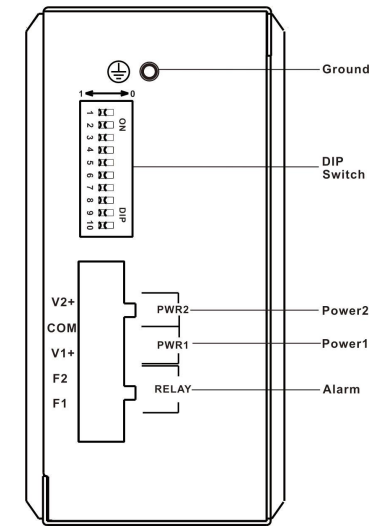 Ground
1 0
ON
1
2
3
4
5
6
7
8
9
10
DIP
DIP
Switch
V2+
PWR2
Power2
COM
PWR1
Power1
V1+
F2
RELAY
Alarm
F1